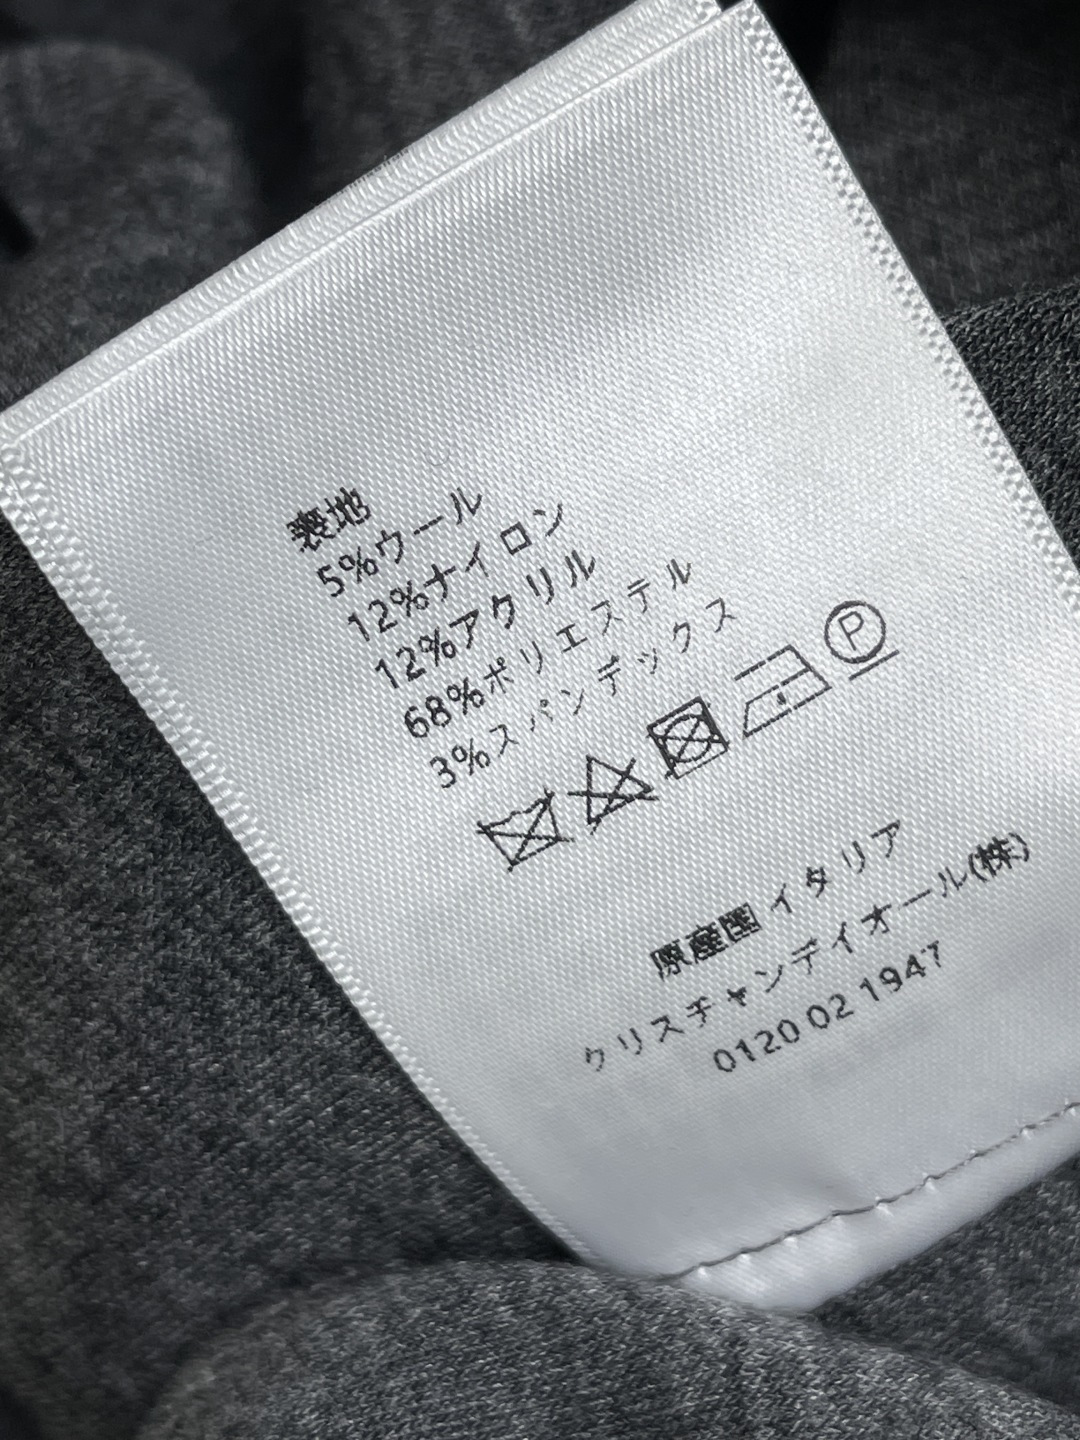 表地
5%ウール
12%ナイロン
12%アクリル
68%ポリエステル
3%スパンデックス
P
原産国イタリア
クリスチャンディオール(株)
0120 02 1947